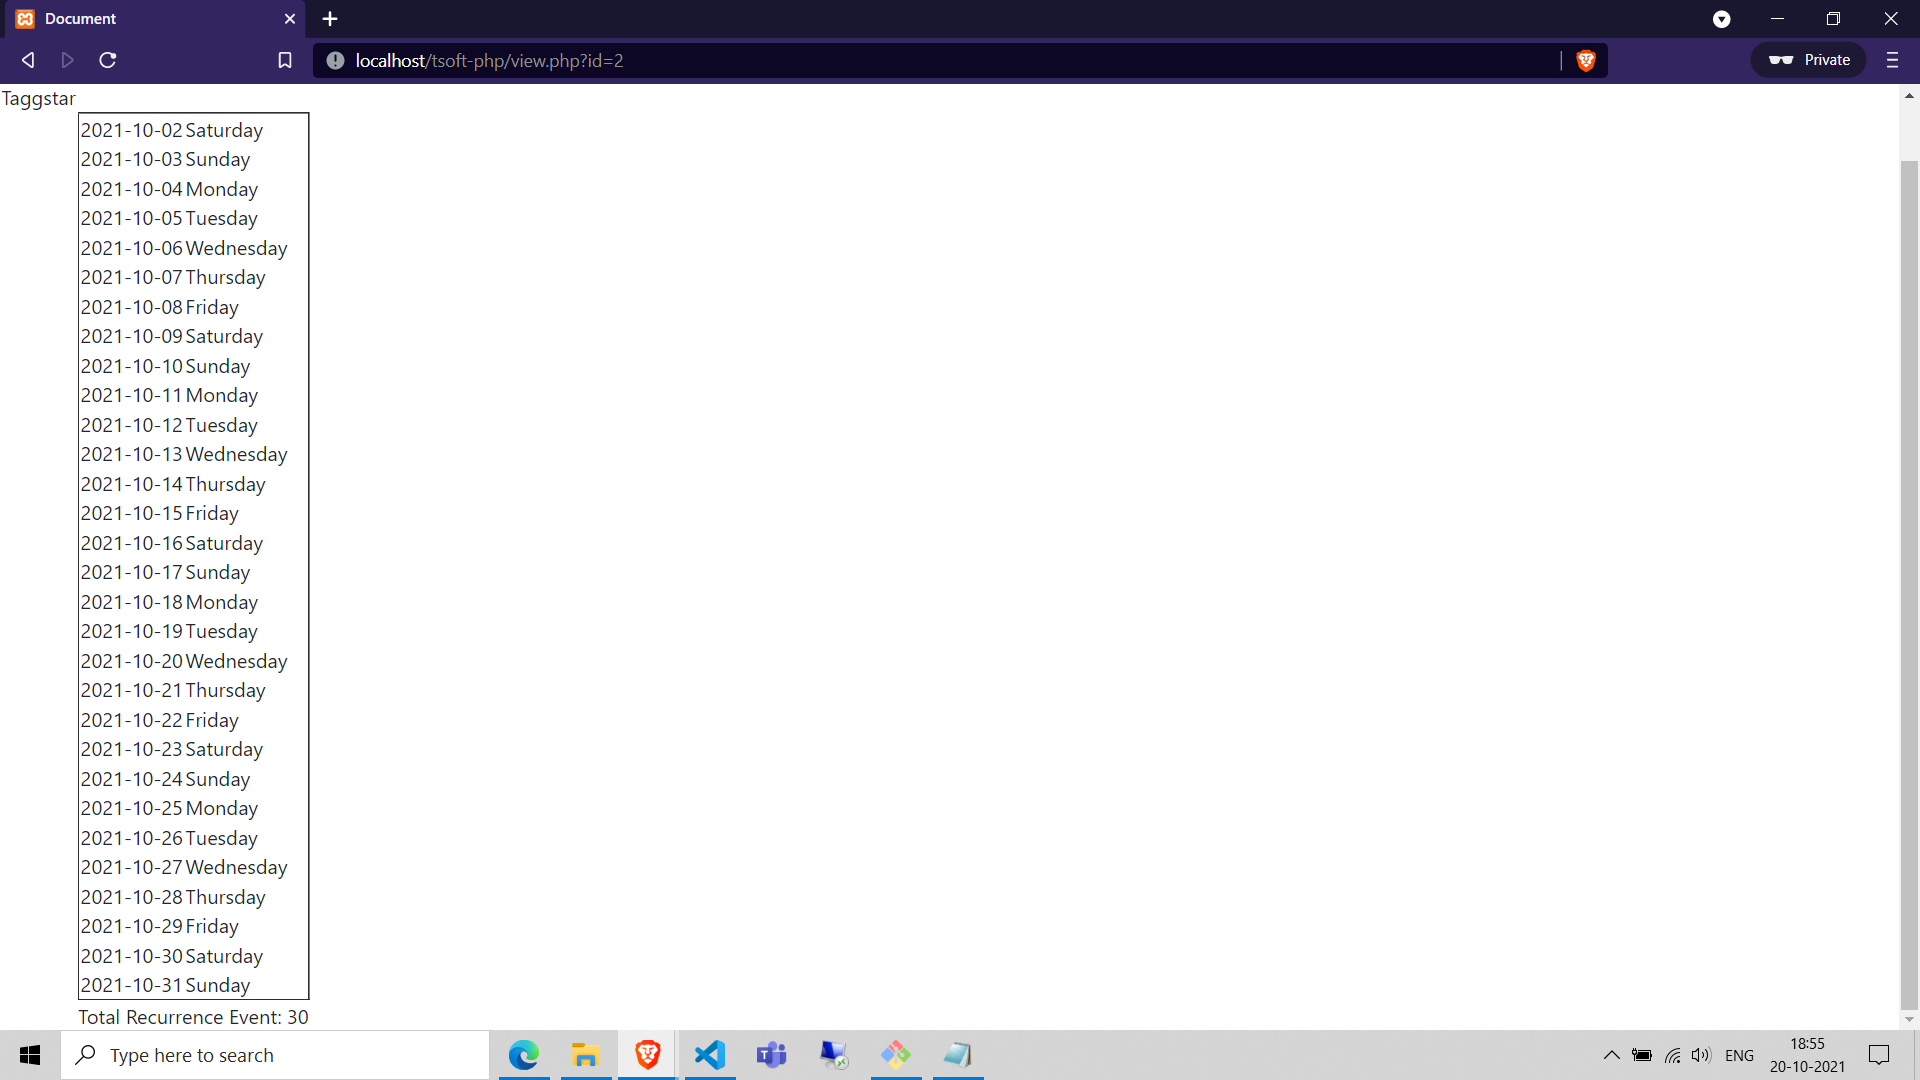 Document
localhost/tsoft-php/view.php?id=2
Private
Taggstar
2021-10-02 Saturday
2021-10-03 Sunday
2021-10-04 Monday
2021-10-05 Tuesday
2021-10-06 Wednesday
2021-10-07 Thursday
2021-10-08 Friday
2021-10-09 Saturday
2021-10-10 Sunday
2021-10-11 Monday
2021-10-12 Tuesday
2021-10-13 Wednesday
2021-10-14 Thursday
2021-10-15 Friday
2021-10-16 Saturday
2021-10-17 Sunday
2021-10-18 Monday
2021-10-19 Tuesday
2021-10-20 Wednesday
2021-10-21 Thursday
2021-10-22 Friday
2021-10-23 Saturday
2021-10-24 Sunday
2021-10-25 Monday
2021-10-26 Tuesday
2021-10-27 Wednesday
2021-10-28 Thursday
2021-10-29 Friday
2021-10-30 Saturday
2021-10-31 Sunday
Total Recurrence Event: 30
Type here to search
ENG
18:55
20-10-2021